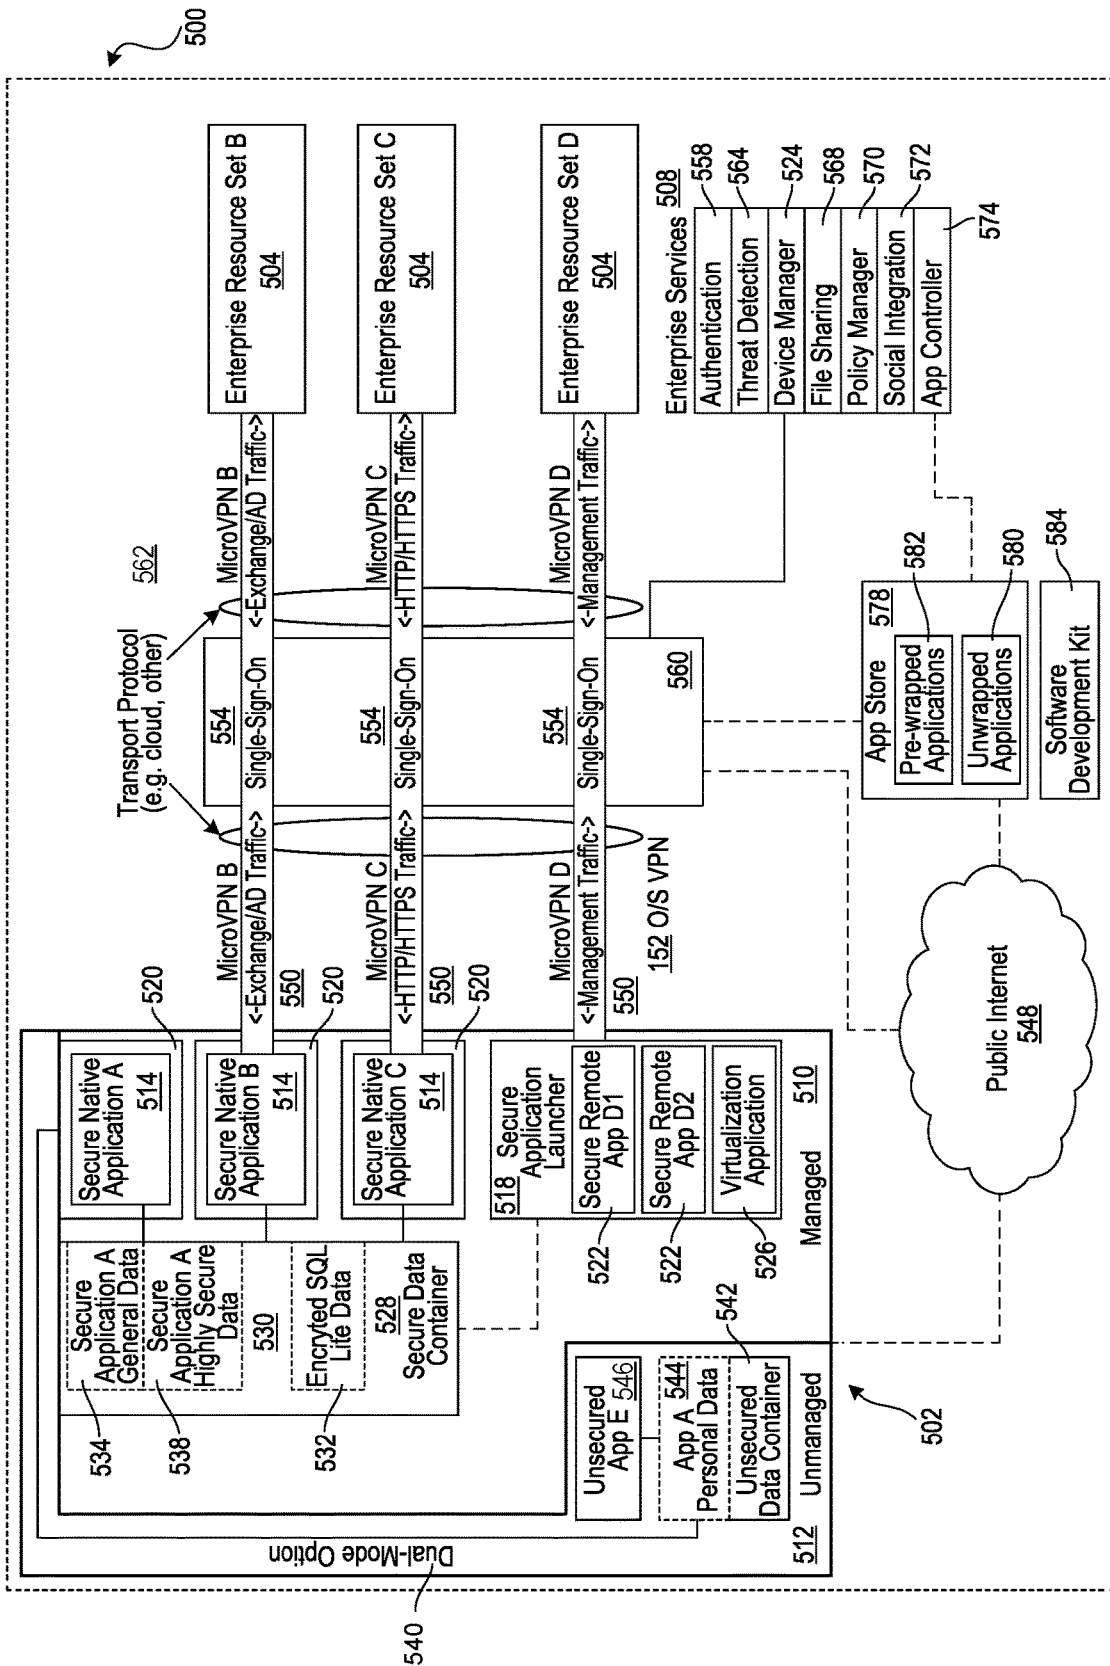 500
Transport Protocol
(e.g. cloud, other)
562
540
Dual-Mode Option
534
538
532
Secure
Application A
General Data
Secure
Application A
Highly Secure
Data
530
Encryted SQL
Lite Data
528
Secure Data
Container
Secure Native
Application A
514
520
Secure Native
Application B
514
520
Secure Native
Application C
514
520
518
Secure
Application
Launcher
Secure Remote
App D1
522
Secure Remote
App D2
522
Virtualization
Application
526
Managed
510
Unsecured
App E
546
App A
Personal Data
544
Unsecured
Data Container
542
Unmanaged
512
502
MicroVPN B
<-Exchange/AD Traffic->
550
554
Single-Sign-On
MicroVPN B
<-Exchange/AD Traffic->
Enterprise Resource Set B
504
MicroVPN C
<-HTTP/HTTPS Traffic->
550
554
Single-Sign-On
MicroVPN C
<-HTTP/HTTPS Traffic->
Enterprise Resource Set C
504
MicroVPN D
<-Management Traffic->
550
554
Single-Sign-On
MicroVPN D
<-Management Traffic->
Enterprise Resource Set D
504
152 O/S VPN
560
Enterprise Services
508
Authentication
558
Threat Detection
564
Device Manager
524
File Sharing
568
Policy Manager
570
Social Integration
572
App Controller
574
App Store
578
Pre-wrapped
Applications
582
Unwrapped
Applications
580
Software
Development Kit
584
Public Internet
548